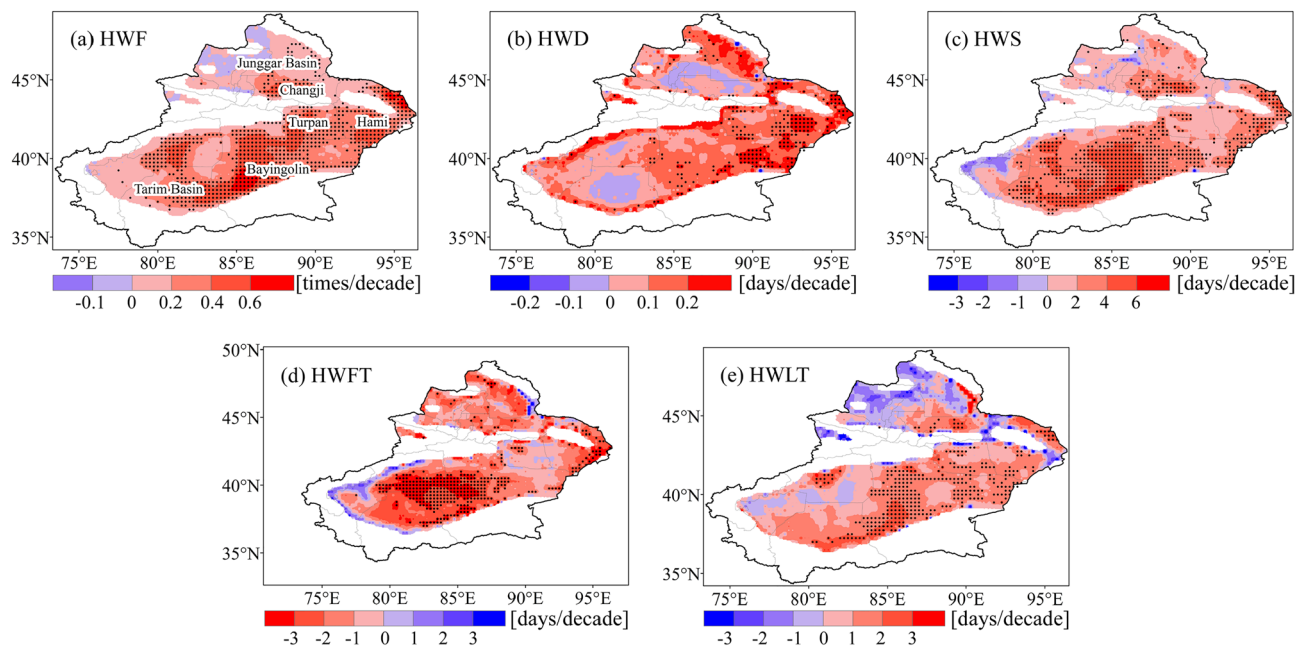 (a) HWF
Junggar Basin
Changji
Turpan
Hami
Bayingolin
Tarim Basin
45°N
40°N
35°N
75°E
80°E
85°E
90°E
95°E
-0.1
0
0.2
0.4
0.6
[times/decade]
(b) HWD
45°N
40°N
35°N
75°E
80°E
85°E
90°E
95°E
-0.2
-0.1
0
0.1
0.2
[days/decade]
(c) HWS
45°N
40°N
35°N
75°E
80°E
85°E
90°E
95°E
-3
-2
-1
0
2
4
6
[days/decade]
(d) HWFT
50°N
45°N
40°N
35°N
75°E
80°E
85°E
90°E
95°E
-3
-2
-1
0
1
2
3
[days/decade]
(e) HWLT
45°N
40°N
35°N
75°E
80°E
85°E
90°E
95°E
-3
-2
-1
0
1
2
3
[days/decade]